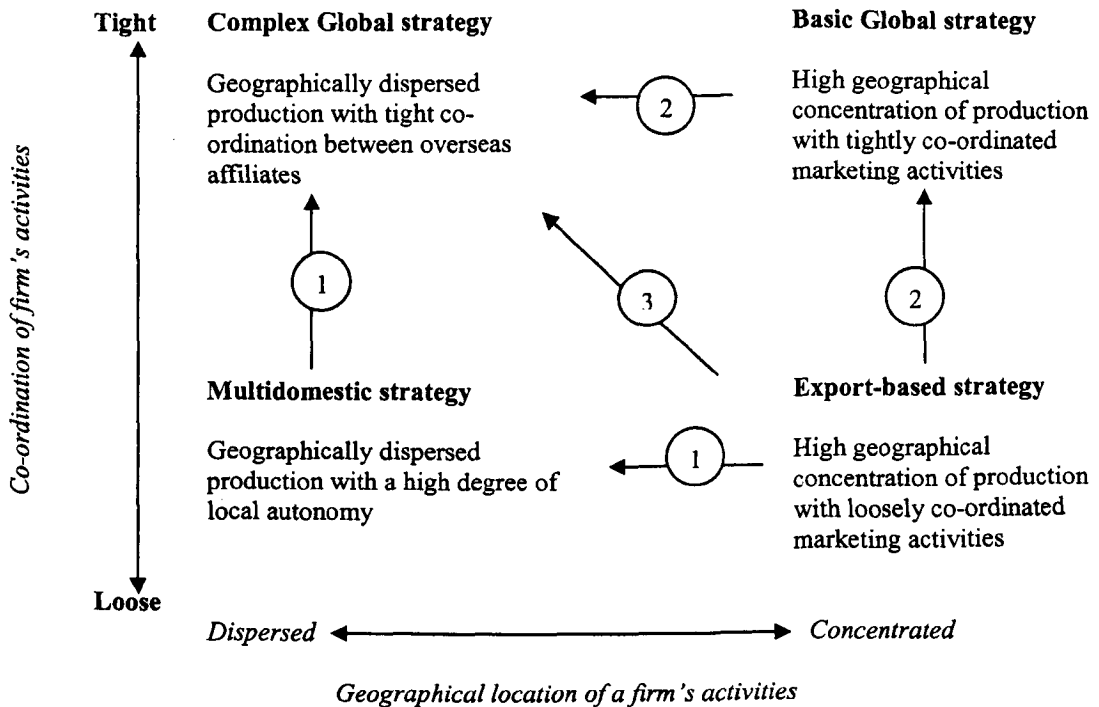 Tight
Complex Global strategy
Geographically dispersed
production with tight co-
ordination between overseas
affiliates
2
Basic Global strategy
High geographical
concentration of production
with tightly co-ordinated
marketing activities
Co-ordination of firm's activities
1
3
2
Multidomestic strategy
Geographically dispersed
production with a high degree of
local autonomy
1
Export-based strategy
High geographical
concentration of production
with loosely co-ordinated
marketing activities
Loose
Dispersed
Concentrated
Geographical location of a firm's activities